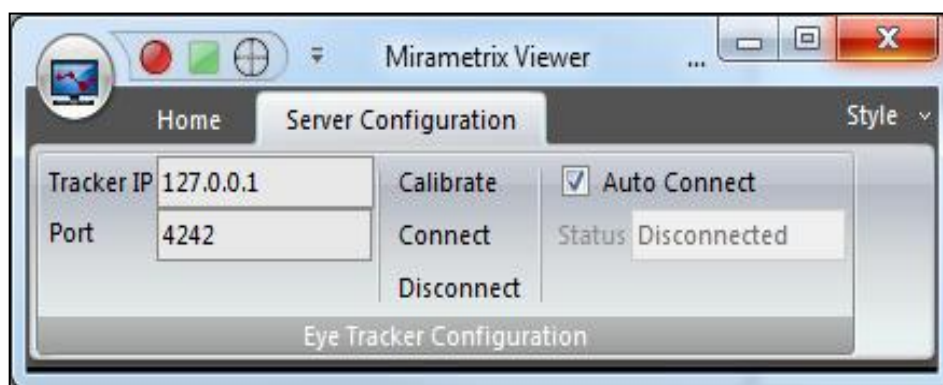 Mirametrix Viewer ...
Home Server Configuration Style
Tracker IP 127.0.0.1 Calibrate Auto Connect
Port 4242 Connect Status Disconnected
Disconnect
Eye Tracker Configuration